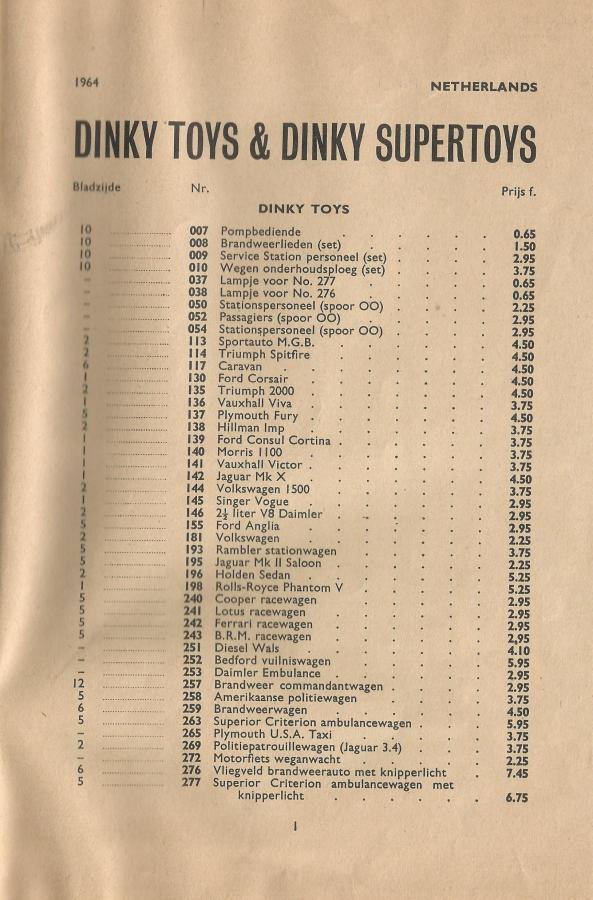 1964 NETHERLANDS
DINKY TOYS & DINKY SUPERTOYS
Bladzijde Nr. Prijs f.
DINKY TOYS
10 007 Pompbediende 0.65
10 008 Brandweerlieden (set) 1.50
10 009 Service Station personeel (set) 2.95
10 010 Wegen onderhoudsploeg (set) 3.75
– 037 Lampje voor No. 277 0.65
– 038 Lampje voor No. 276 0.65
– 050 Stationspersoneel (spoor OO) 2.25
– 052 Passagiers (spoor OO) 2.95
– 054 Stationspersoneel (spoor OO) 2.95
2 113 Sportauto M.G.B. 4.50
2 114 Triumph Spitfire 4.50
6 117 Caravan 4.50
1 130 Ford Corsair 4.50
2 135 Triumph 2000 4.50
1 136 Vauxhall Viva 3.75
5 137 Plymouth Fury 4.50
2 138 Hillman Imp 3.75
1 139 Ford Consul Cortina 3.75
1 140 Morris 1100 3.75
1 141 Vauxhall Victor 3.75
1 142 Jaguar Mk X 4.50
2 144 Volkswagen 1500 3.75
1 145 Singer Vogue 2.95
2 146 2½ liter V8 Daimler 2.95
5 155 Ford Anglia 2.95
2 181 Volkswagen 2.25
5 193 Rambler stationwagen 3.75
5 195 Jaguar Mk II Saloon 2.25
2 196 Holden Sedan 5.25
1 198 Rolls-Royce Phantom V 5.25
5 240 Cooper racewagen 2.95
5 241 Lotus racewagen 2.95
5 242 Ferrari racewagen 2.95
5 243 B.R.M. racewagen 2,95
– 251 Diesel Wals 4.10
– 252 Bedford vuilniswagen 5.95
– 253 Daimler Embulance 2.95
12 257 Brandweer commandantwagen 2.95
5 258 Amerikaanse politiewagen 3.75
6 259 Brandweerwagen 4.50
5 263 Superior Criterion ambulancewagen 5.95
– 265 Plymouth U.S.A. Taxi 3.75
2 269 Politiepatrouillewagen (Jaguar 3.4) 3.75
– 272 Motorfiets weganwacht 2.25
6 276 Vliegveld brandweerauto met knipperlicht 7.45
5 277 Superior Criterion ambulancewagen met
knipperlicht 6.75
1